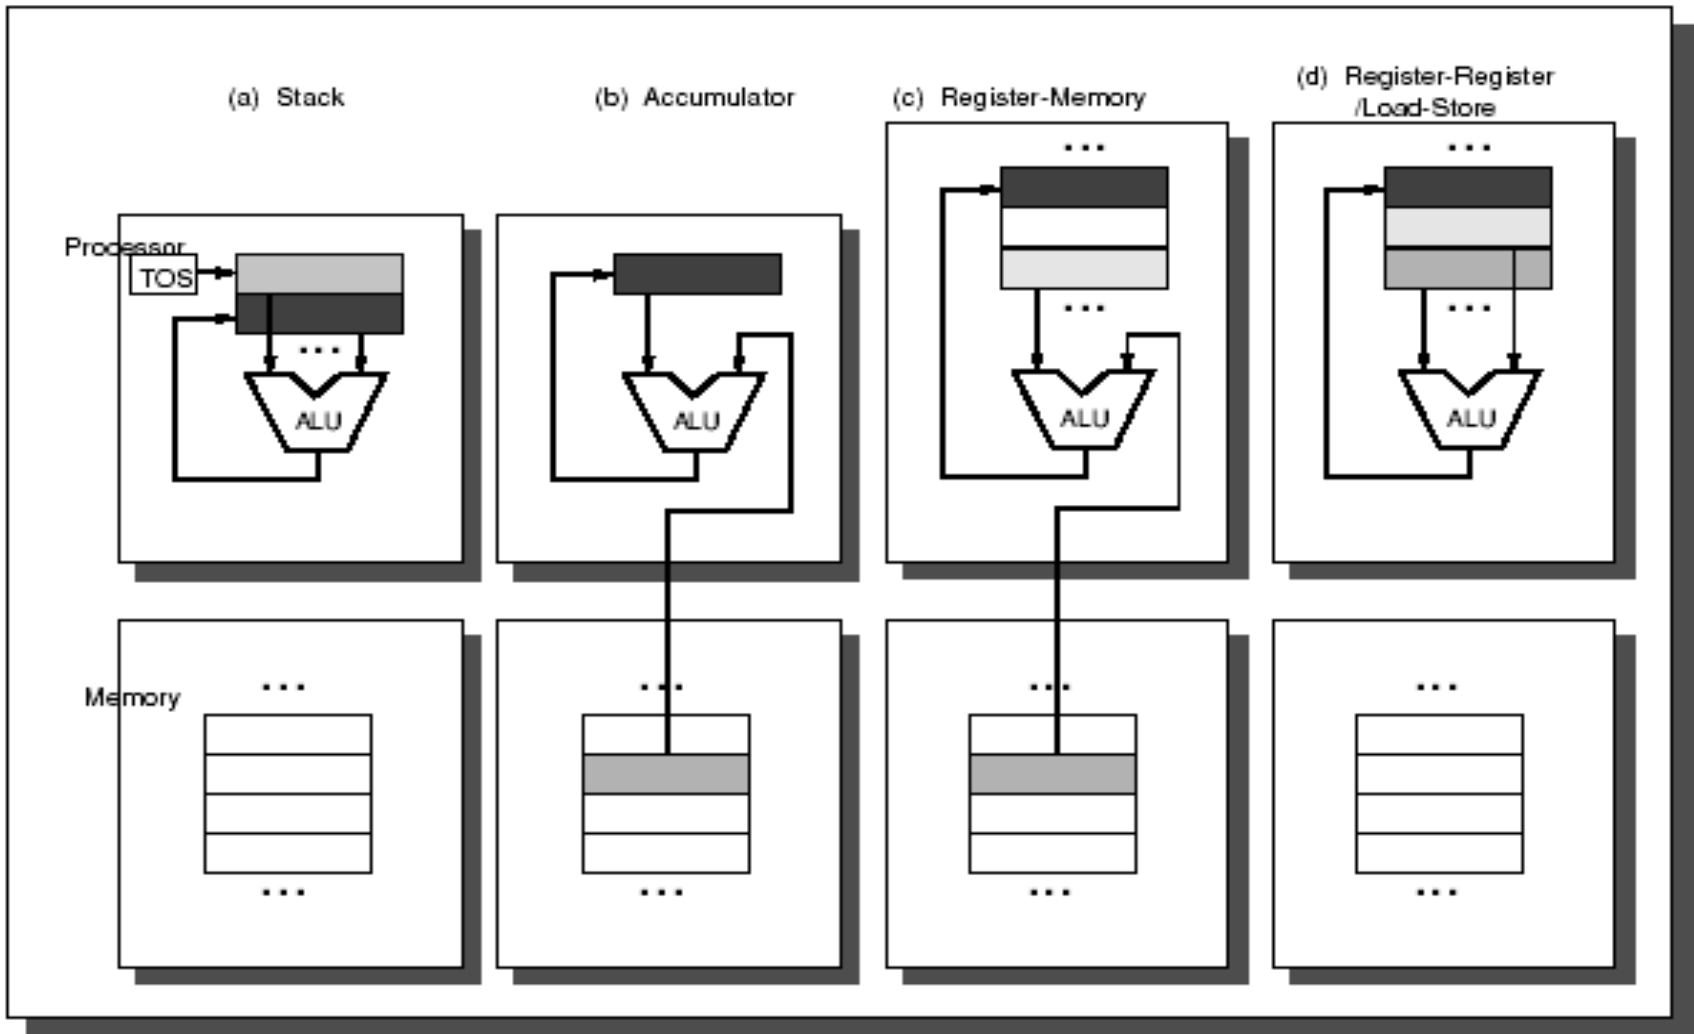 (a) Stack
(b) Accumulator
(c) Register-Memory
(d) Register-Register
/Load-Store
Processor
TOS
...
...
...
...
...
ALU
ALU
ALU
ALU
Memory
...
...
...
...
...
...
...
...